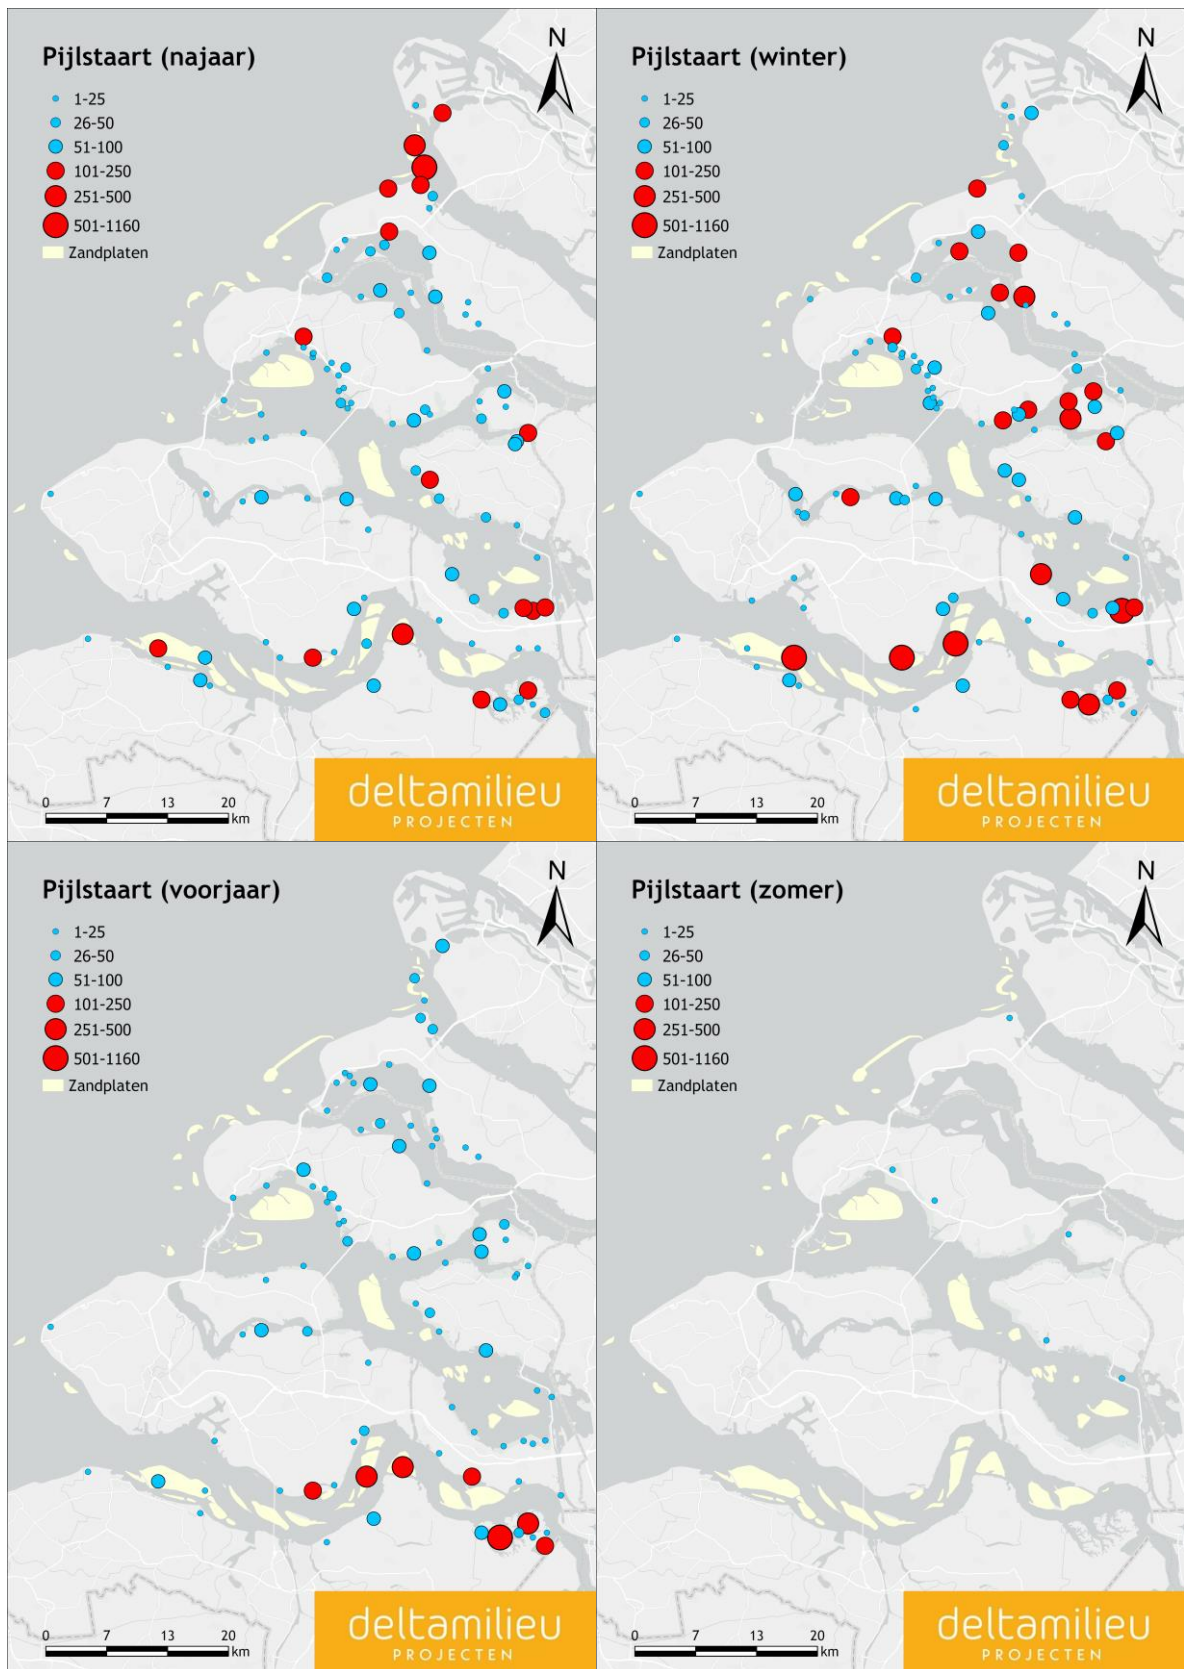 Pijlstaart (najaar)
N
1-25
26-50
51-100
101-250
251-500
501-1160
Zandplaten
0 7 13 20
km
deltamilieu
PROJECTEN
Pijlstaart (winter)
N
1-25
26-50
51-100
101-250
251-500
501-1160
Zandplaten
0 7 13 20
km
deltamilieu
PROJECTEN
Pijlstaart (voorjaar)
N
1-25
26-50
51-100
101-250
251-500
501-1160
Zandplaten
0 7 13 20
km
deltamilieu
PROJECTEN
Pijlstaart (zomer)
N
1-25
26-50
51-100
101-250
251-500
501-1160
Zandplaten
0 7 13 20
km
deltamilieu
PROJECTEN